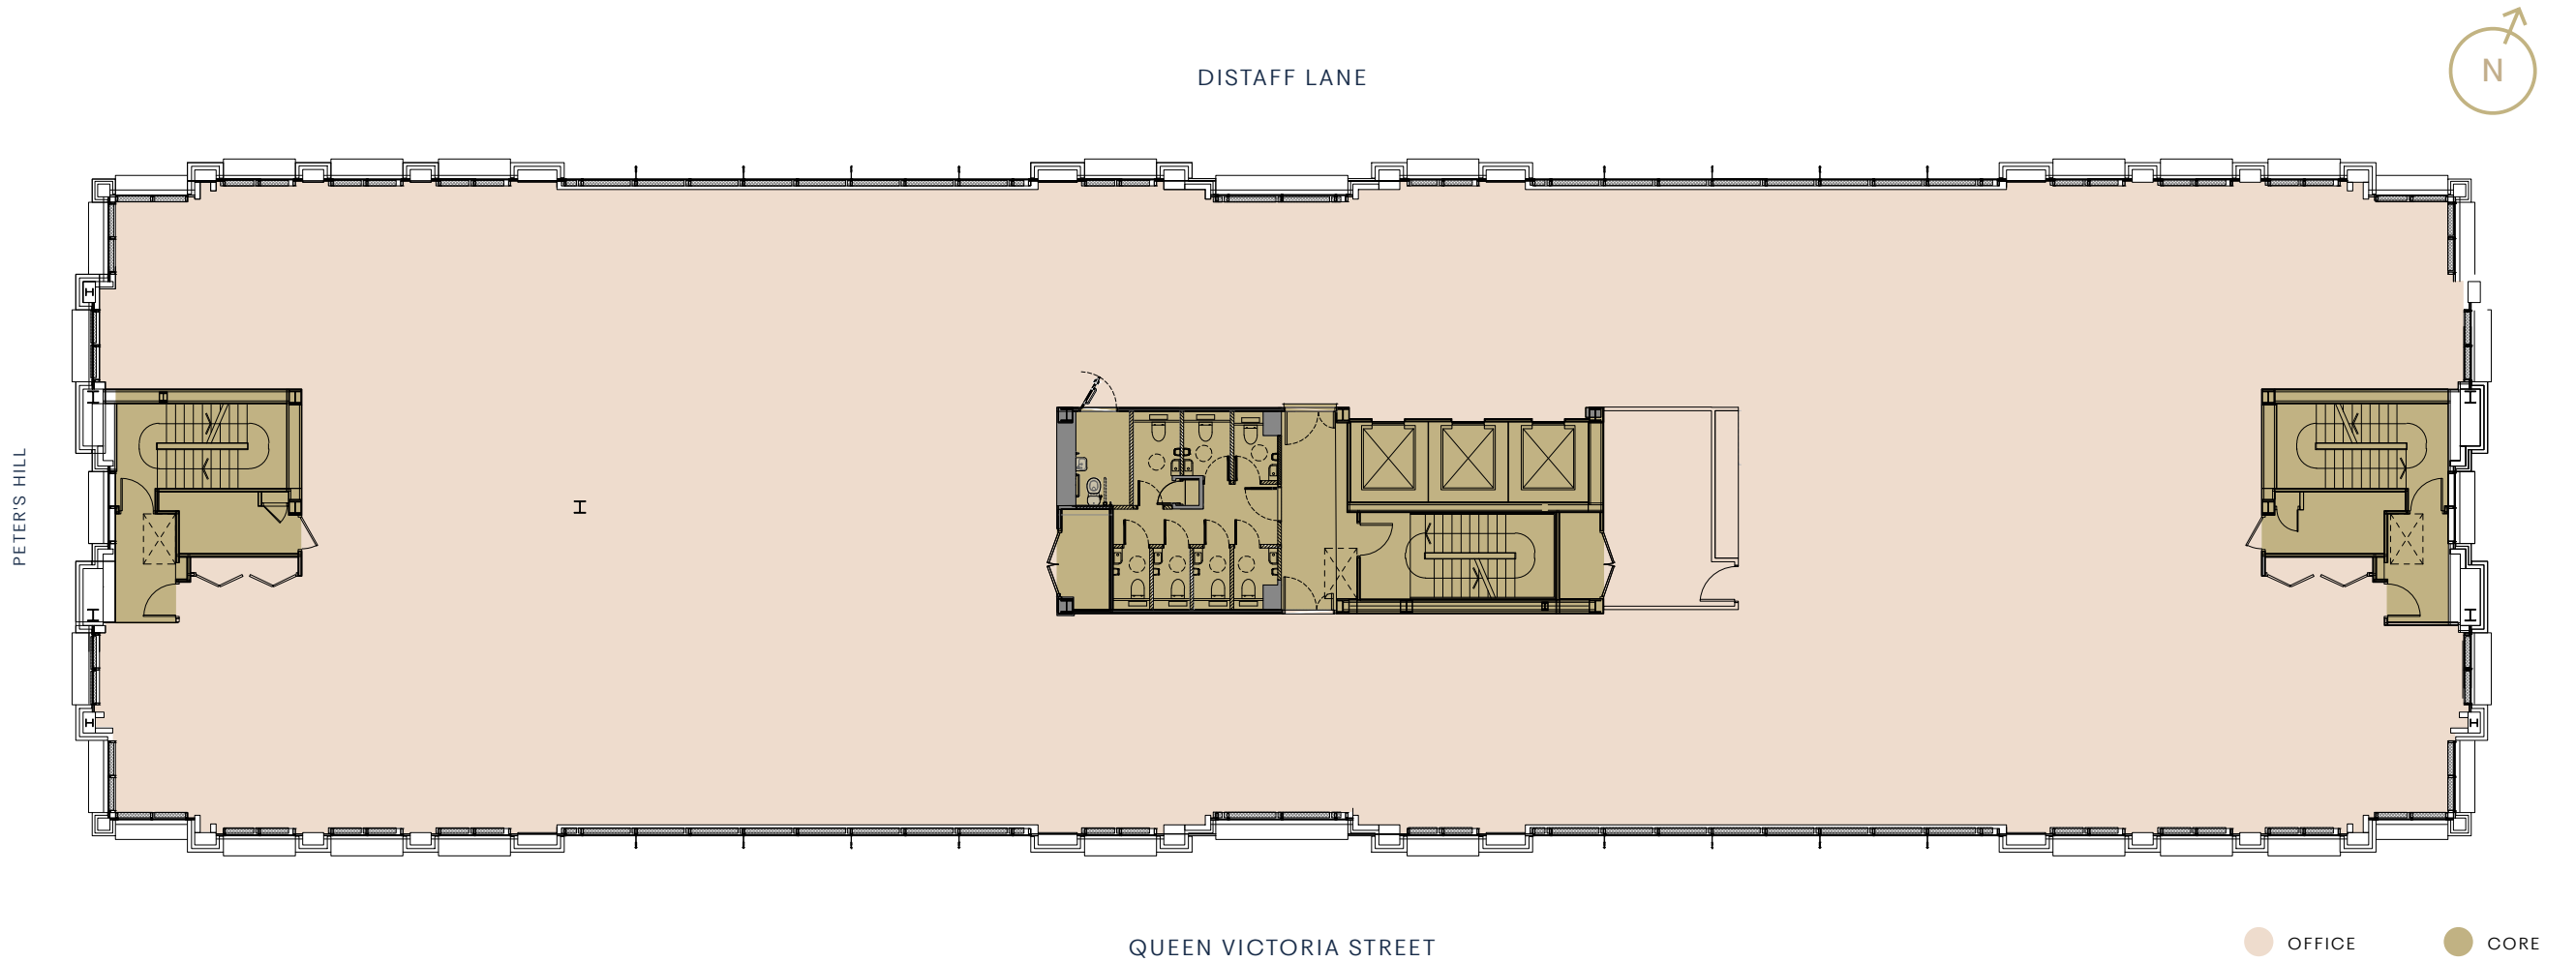 N
DISTAFF LANE
PETER'S HILL
QUEEN VICTORIA STREET
OFFICE
CORE